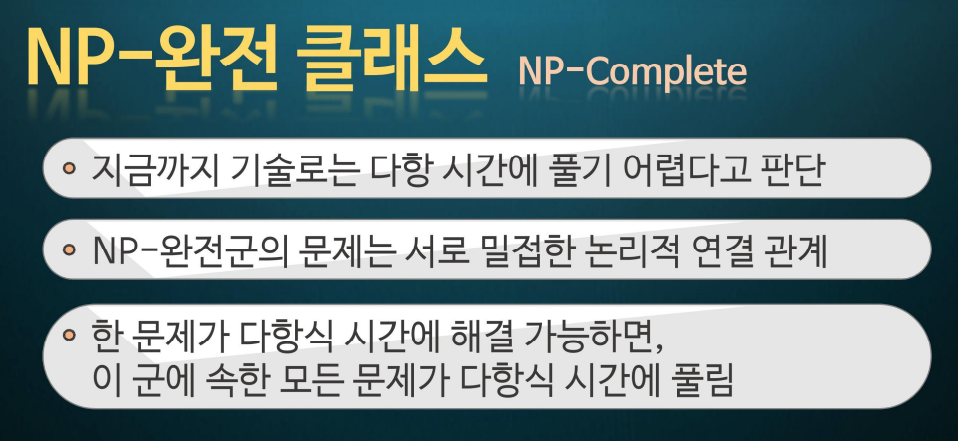 NP-완전 클래스 NP-Complete
지금까지 기술로는 다항 시간에 풀기 어렵다고 판단
NP-완전군의 문제는 서로 밀접한 논리적 연결 관계
한 문제가 다항식 시간에 해결 가능하면,
이 군에 속한 모든 문제가 다항식 시간에 풀림